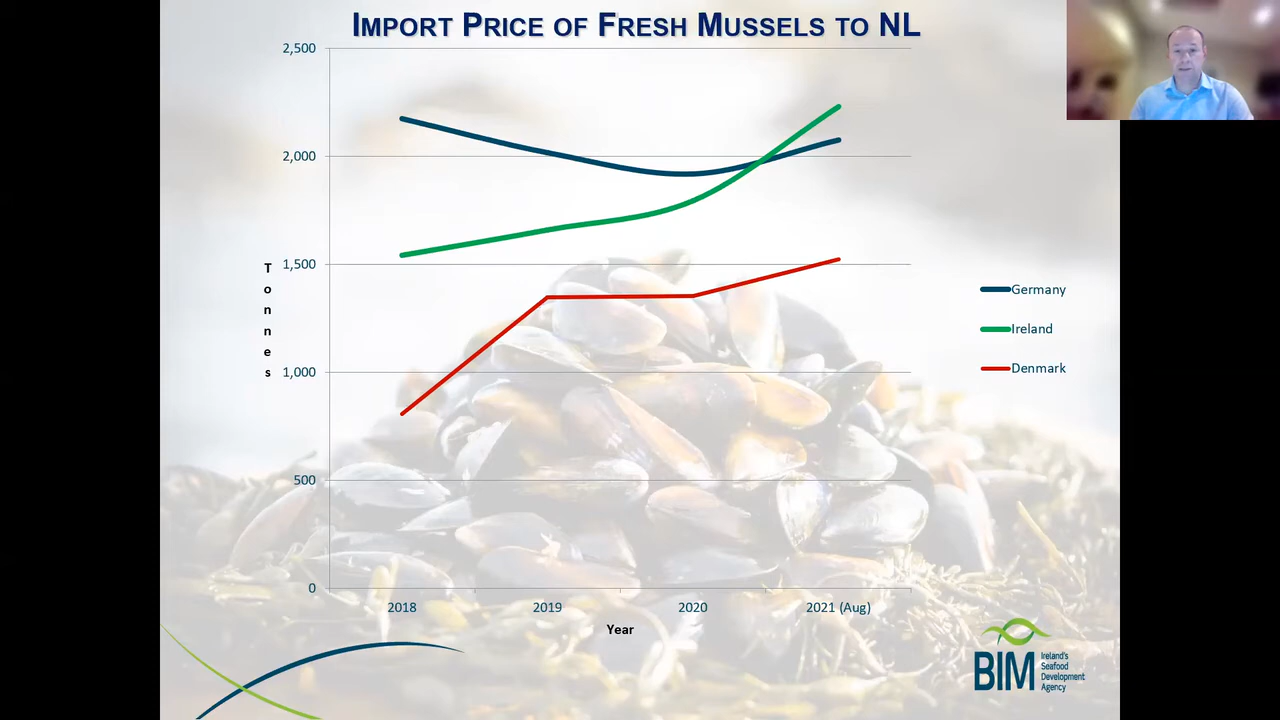 IMPORT PRICE OF FRESH MUSSELS TO NL
2,500
2,000
1,500
1,000
500
0
Tonnes
2018 2019 2020 2021 (Aug)
Year
Germany
Ireland
Denmark
BIM
Ireland's
Seafood
Development
Agency